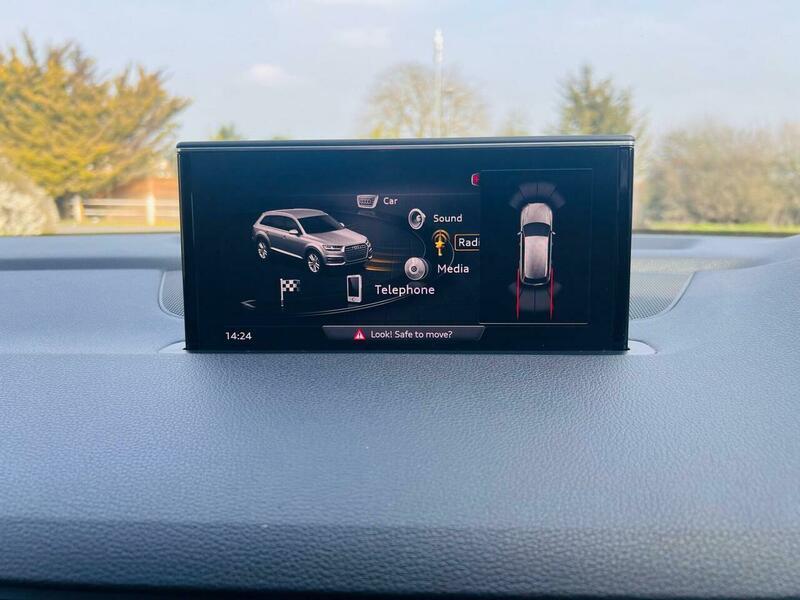 Car
Sound
Radi
Media
Telephone
14:24
Look! Safe to move?